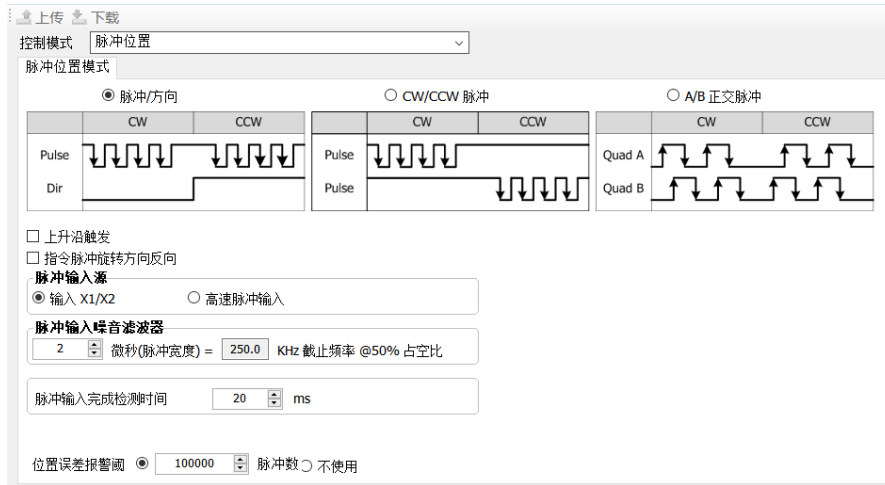 上传 下载
控制模式 脉冲位置
脉冲位置模式
脉冲/方向 CW/CCW 脉冲 A/B 正交脉冲
CW CCW CW CCW CW CCW
Pulse Pulse Quad A
Dir Pulse Quad B
上升沿触发
指令脉冲旋转方向反向
脉冲输入源
输入 X1/X2 高速脉冲输入
脉冲输入噪音滤波器
2 微秒(脉冲宽度) = 250.0 KHz 截止频率 @50% 占空比
脉冲输入完成检测时间 20 ms
位置误差报警阈 100000 脉冲数 不使用